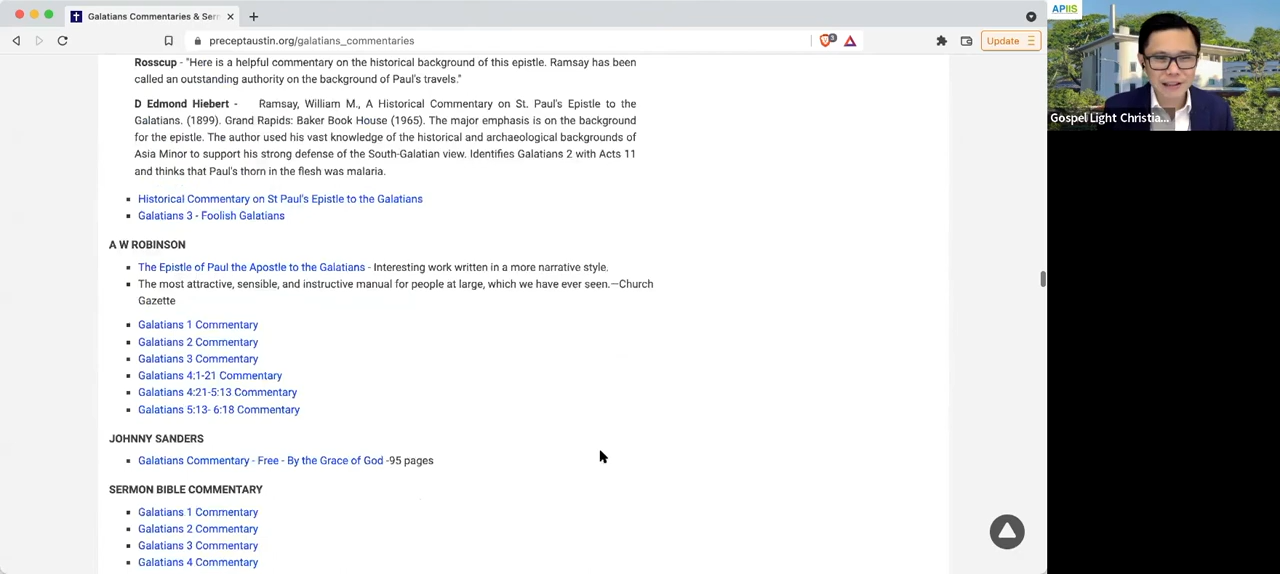 Galatians Commentaries & Serm
preceptaustin.org/galatians_commentaries
3
Update
APIIS
Gospel Light Christia...
Rosscup - "Here is a helpful commentary on the historical background of this epistle. Ramsay has been
called an outstanding authority on the background of Paul's travels."
D Edmond Hiebert - Ramsay, William M., A Historical Commentary on St. Paul's Epistle to the
Galatians. (1899). Grand Rapids: Baker Book House (1965). The major emphasis is on the background
for the epistle. The author used his vast knowledge of the historical and archaeological backgrounds of
Asia Minor to support his strong defense of the South-Galatian view. Identifies Galatians 2 with Acts 11
and thinks that Paul's thorn in the flesh was malaria.
Historical Commentary on St Paul's Epistle to the Galatians
Galatians 3 - Foolish Galatians
A W ROBINSON
The Epistle of Paul the Apostle to the Galatians - Interesting work written in a more narrative style.
The most attractive, sensible, and instructive manual for people at large, which we have ever seen.—Church
Gazette
Galatians 1 Commentary
Galatians 2 Commentary
Galatians 3 Commentary
Galatians 4:1-21 Commentary
Galatians 4:21-5:13 Commentary
Galatians 5:13- 6:18 Commentary
JOHNNY SANDERS
Galatians Commentary - Free - By the Grace of God -95 pages
SERMON BIBLE COMMENTARY
Galatians 1 Commentary
Galatians 2 Commentary
Galatians 3 Commentary
Galatians 4 Commentary